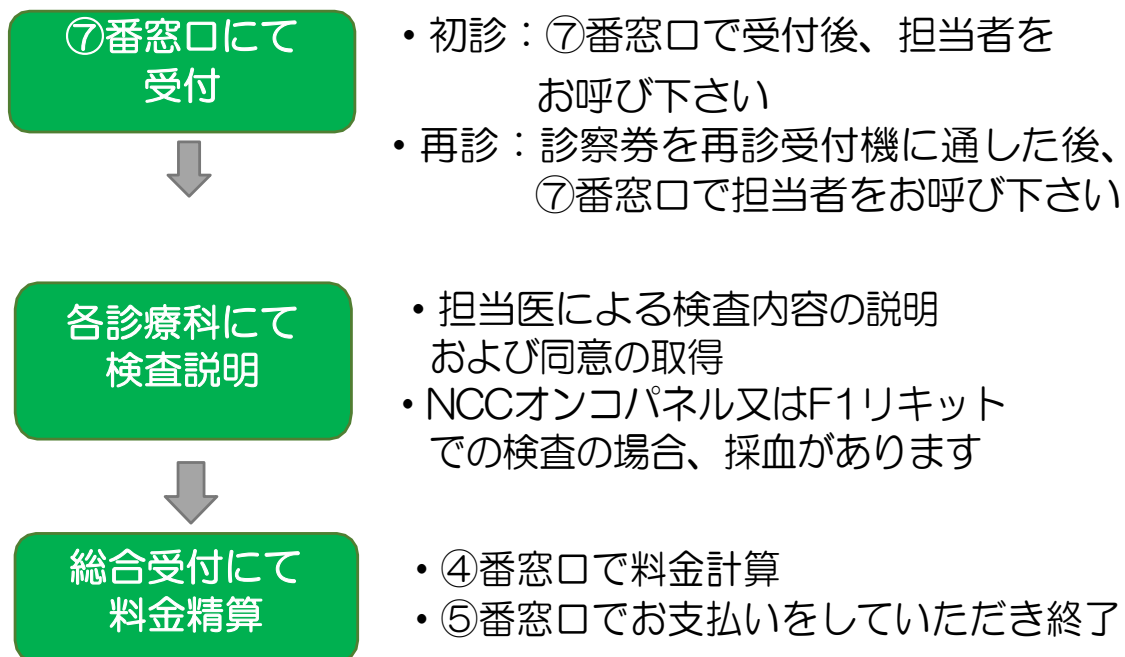 ⑦番窓口にて
受付
・初診：⑦番窓口で受付後、担当者を
お呼び下さい
・再診：診察券を再診受付機に通した後、
⑦番窓口で担当者をお呼び下さい
各診療科にて
検査説明
・担当医による検査内容の説明
および同意の取得
・NCCオンコパネル又はF1リキット
での検査の場合、採血があります
総合受付にて
料金精算
・④番窓口で料金計算
・⑤番窓口でお支払いをしていただき終了